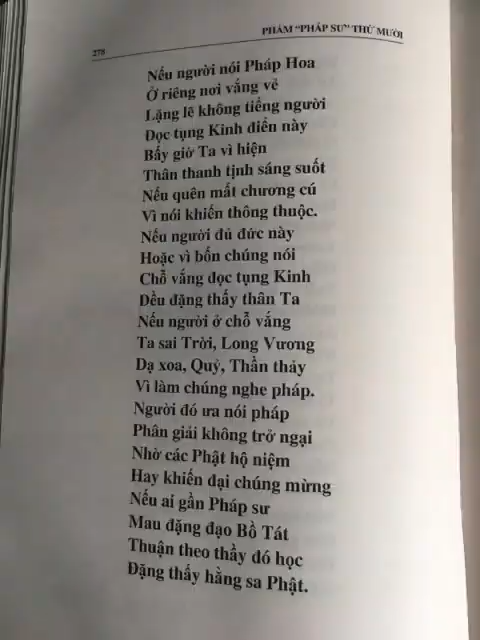 278
PHẨM "PHÁP SƯ" THỨ MƯỜI
Nếu người nói Pháp Hoa
Ở riêng nơi vắng vẻ
Lặng lẽ không tiếng người
Đọc tụng Kinh điển này
Bấy giờ Ta vì hiện
Thân thanh tịnh sáng suốt
Nếu quên mất chương cú
Vì nói khiến thông thuộc.
Nếu người đủ đức này
Hoặc vì bốn chúng nói
Chỗ vắng đọc tụng Kinh
Đều đặng thấy thân Ta
Nếu người ở chỗ vắng
Ta sai Trời, Long Vương
Dạ xoa, Quỷ, Thần thảy
Vì làm chúng nghe pháp.
Người đó ưa nói pháp
Phân giải không trở ngại
Nhờ các Phật hộ niệm
Hay khiến đại chúng mừng
Nếu ai gần Pháp sư
Mau đặng đạo Bồ Tát
Thuận theo thầy đó học
Đặng thấy hằng sa Phật.